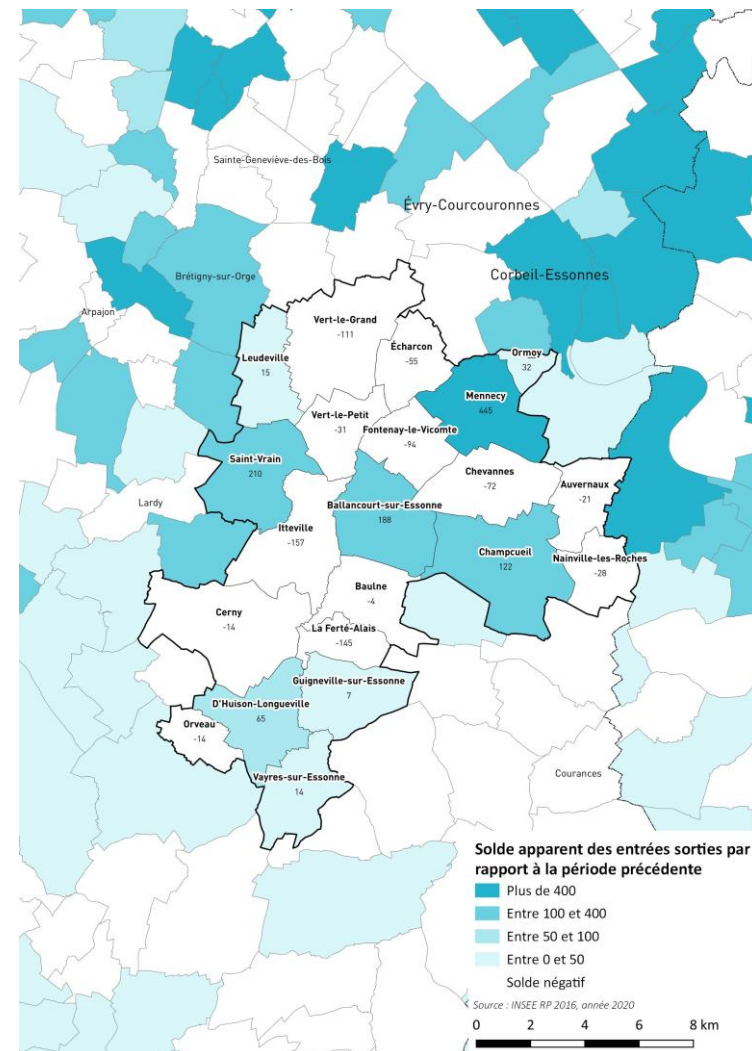 Sainte-Geneviève-des-Bois
Évry-Courcouronnes
Brétigny-sur-Orge
Corbeil-Essonnes
Arpajon
Vert-le-Grand
-111
Écharcon
-55
Ormoy
32
Leudeville
15
Mennecy
445
Vert-le-Petit
-31
Fontenay-le-Vicomte
-94
Saint-Vrain
210
Chevannes
-72
Auvernaux
-21
Lardy
Ballancourt-sur-Essonne
188
Itteville
-157
Champcueil
122
Nainville-les-Roches
-28
Baulne
-4
Cerny
-14
La Ferté-Alais
-145
Guigneville-sur-Essonne
7
D'Huison-Longueville
65
Orveau
-14
Vayres-sur-Essonne
14
Courances
Solde apparent des entrées sorties par
rapport à la période précédente
Plus de 400
Entre 100 et 400
Entre 50 et 100
Entre 0 et 50
Solde négatif
Source : INSEE RP 2016, année 2020
0 2 4 6 8 km